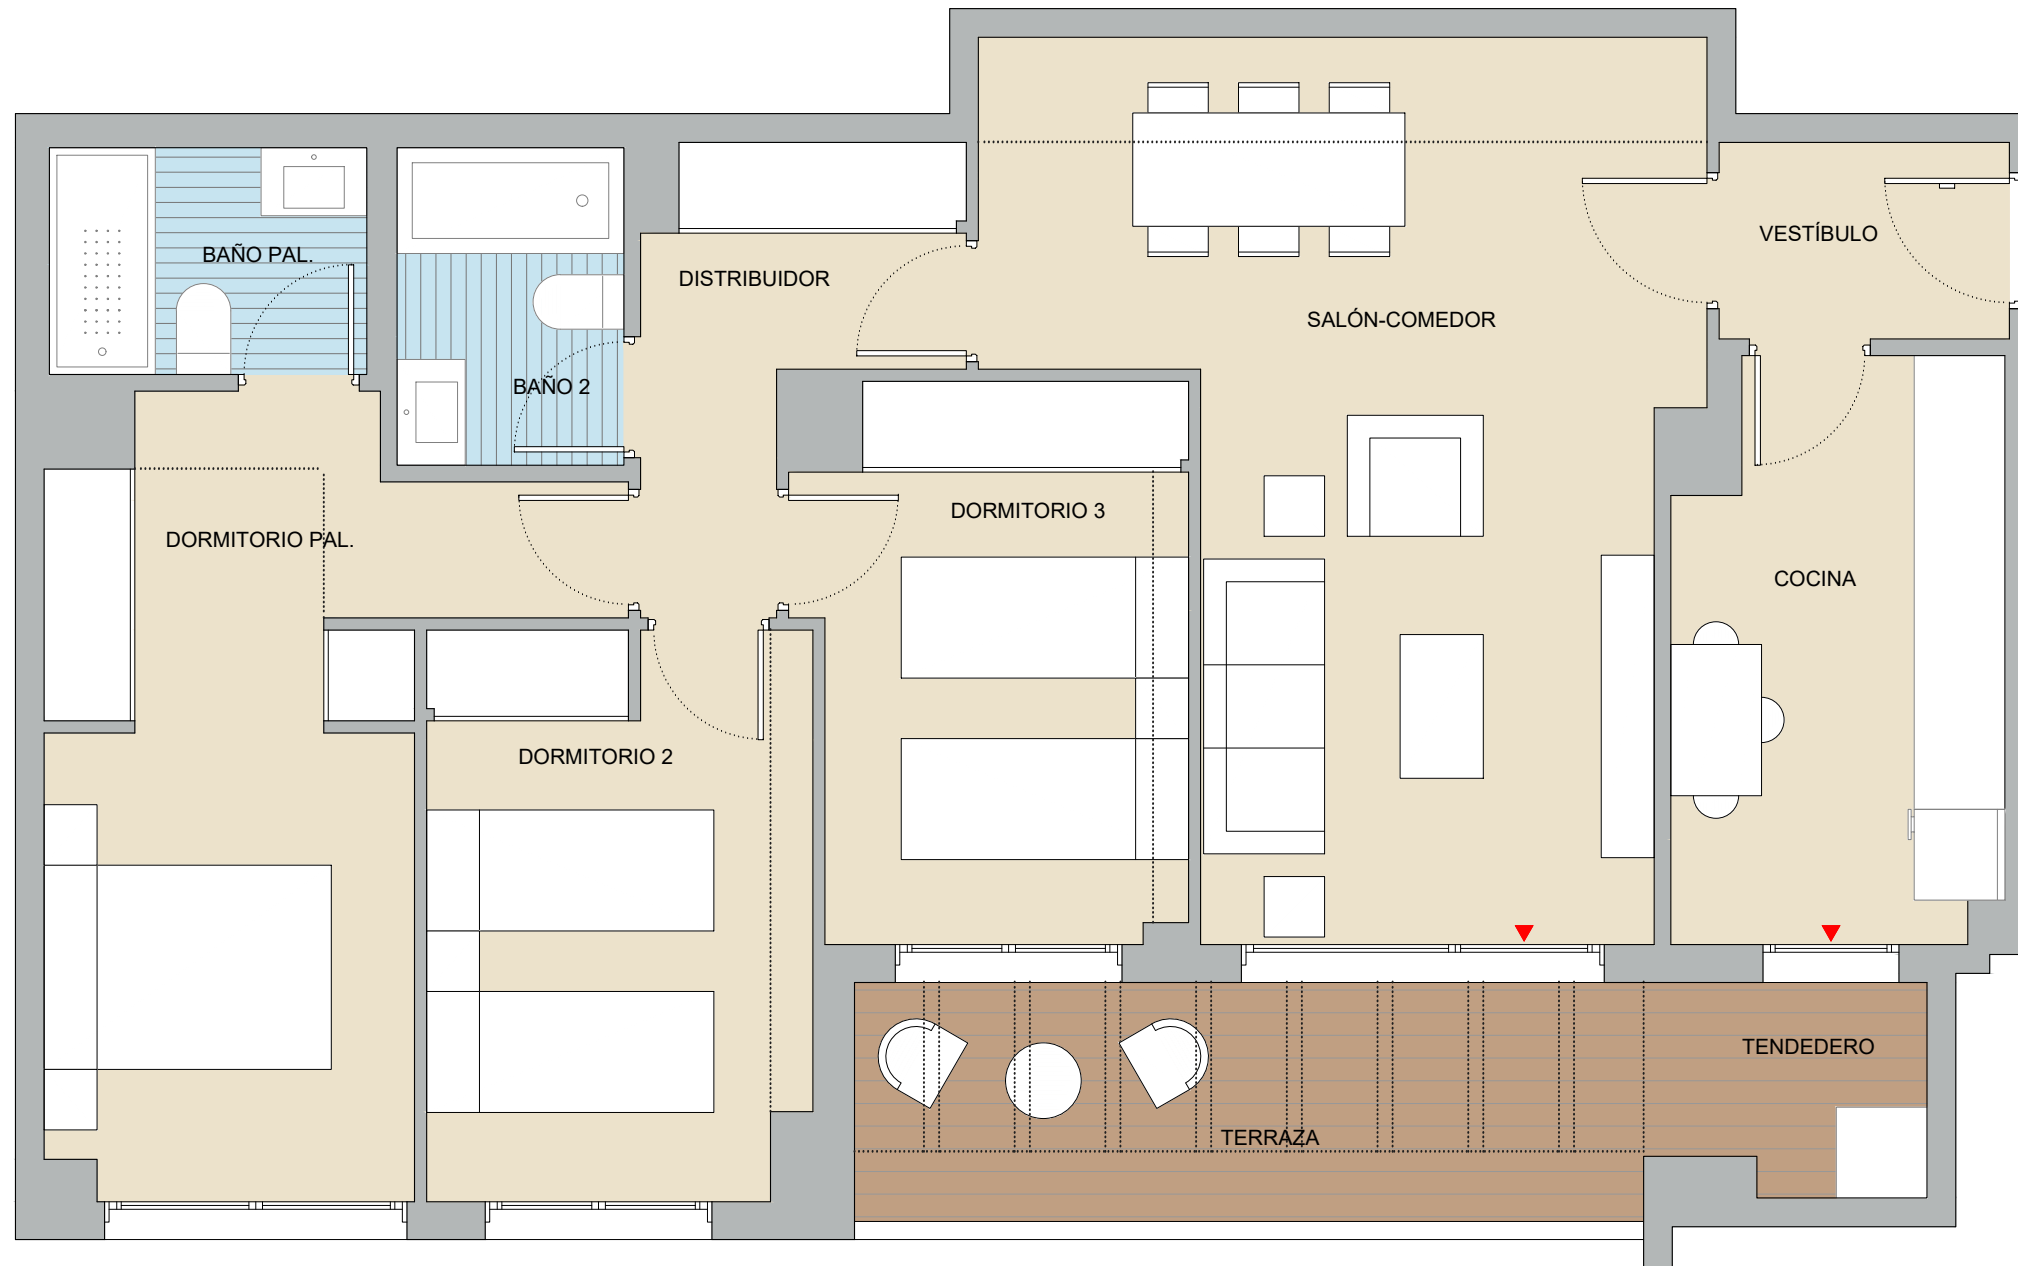 VESTÍBULO
BAÑO PAL.
DISTRIBUIDOR
SALÓN-COMEDOR
BAÑO 2
DORMITORIO 3
DORMITORIO PAL.
COCINA
DORMITORIO 2
TENDEDERO
TERRAZA